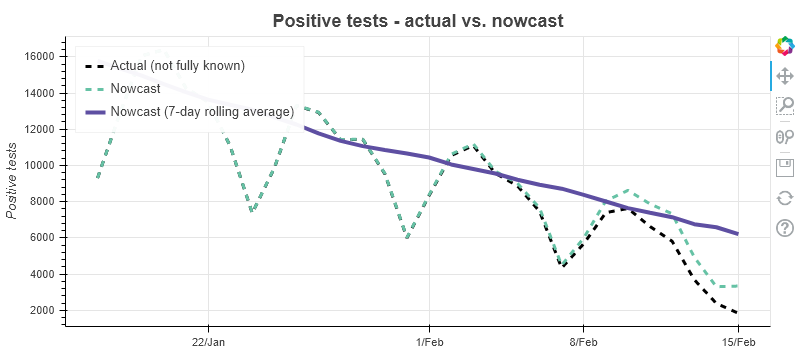 Positive tests - actual vs. nowcast
16000
14000
12000
10000
8000
6000
4000
2000
Positive tests
Actual (not fully known)
Nowcast
Nowcast (7-day rolling average)
22/Jan
1/Feb
8/Feb
15/Feb